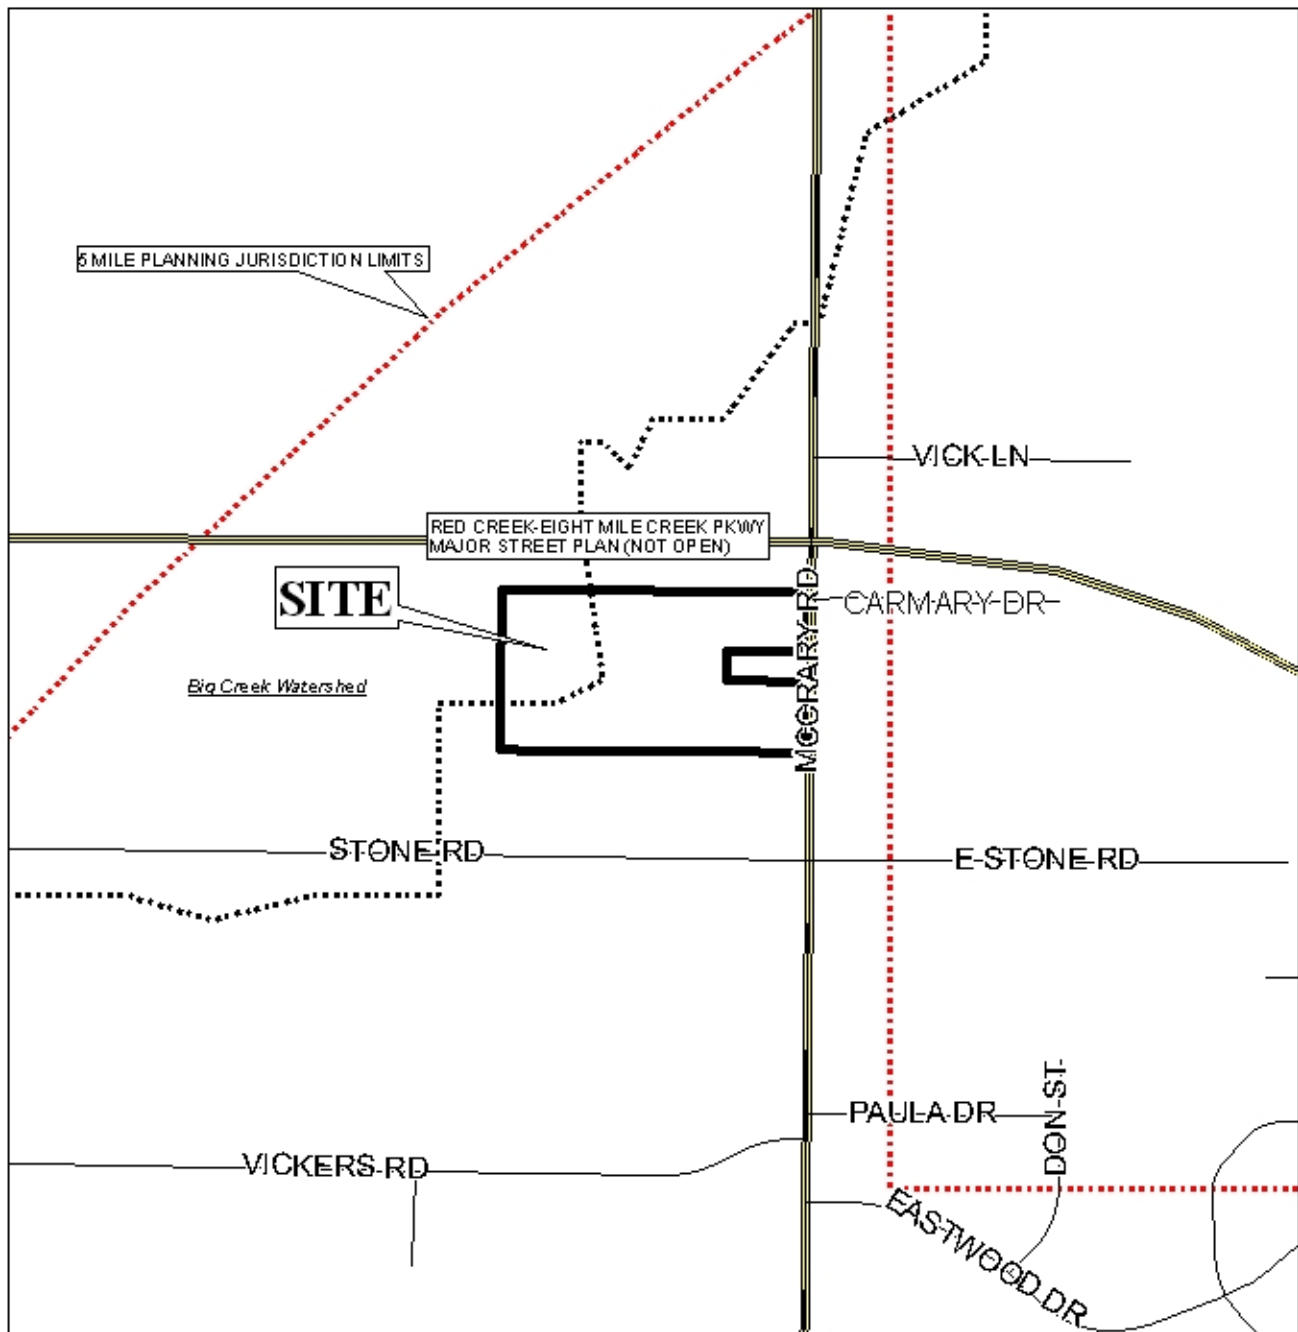 5 MILE PLANNING JURISDICTION LIMITS
VICK LN
RED CREEK-EIGHT MILE CREEK PKWY
MAJOR STREET PLAN (NOT OPEN)
SITE
MCCRARY RD
CARMARY DR
Big Creek Watershed
STONE RD
E STONE RD
PAULA DR
DON ST
VICKERS RD
EASTWOOD DR